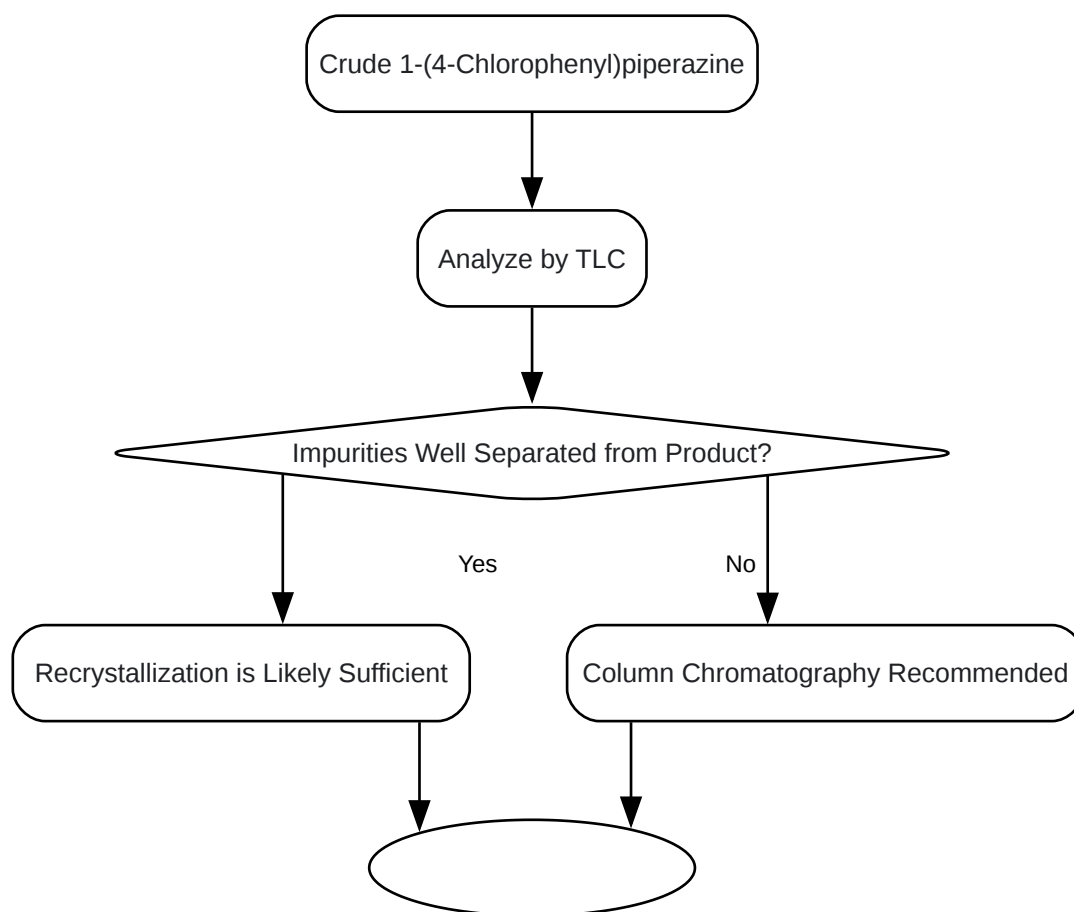 Crude 1-(4-Chlorophenyl)piperazine
Analyze by TLC
Impurities Well Separated from Product?
Yes
No
Recrystallization is Likely Sufficient
Column Chromatography Recommended